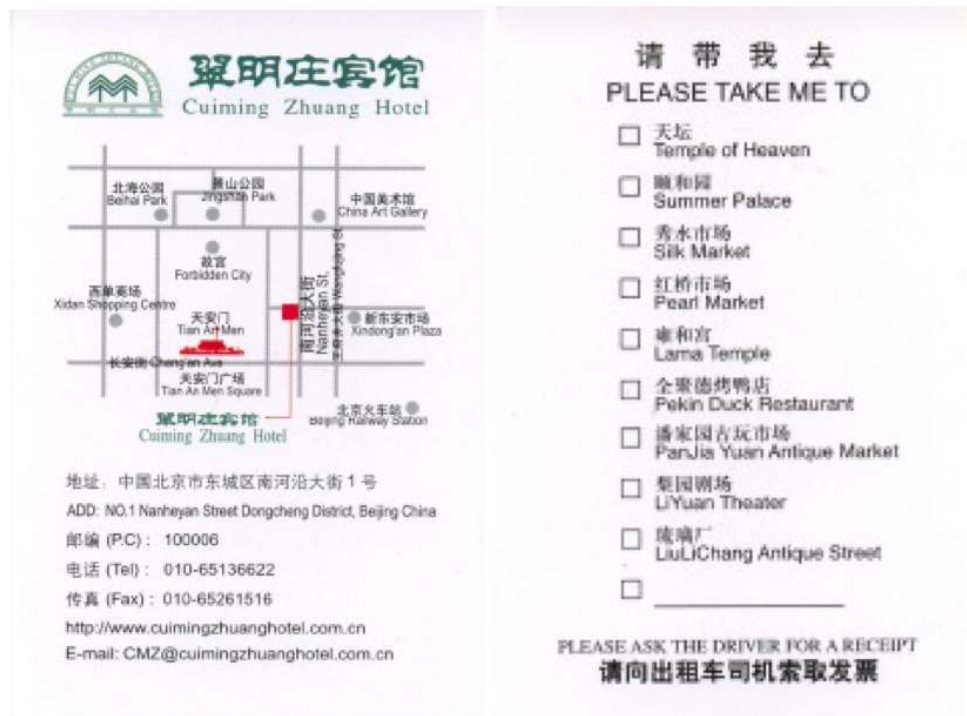 翠明庄宾馆
Cuiming Zhuang Hotel
北海公园
Beihai Park
景山公园
Jingshan Park
中国美术馆
China Art Gallery
故宫
Forbidden City
西单商场
Xidan Shopping Centre
天安门
Tian An Men
南河沿大街
Nanheyan St.
王府井大街 Wangfujing St.
新东安市场
Xindong'an Plaza
长安街 Chang'an Ave
天安门广场
Tian An Men Square
翠明庄宾馆
Cuiming Zhuang Hotel
北京火车站
Beijing Railway Station
地址：中国北京市东城区南河沿大街1号
ADD: NO.1 Nanheyan Street Dongcheng District, Beijing China
邮编 (P.C) : 100006
电话 (Tel) : 010-65136622
传真 (Fax) : 010-65261516
http://www.cuimingzhuanghotel.com.cn
E-mail: CMZ@cuimingzhuanghotel.com.cn
请带我去
PLEASE TAKE ME TO
天坛
Temple of Heaven
颐和园
Summer Palace
秀水市场
Silk Market
红桥市场
Pearl Market
雍和宫
Lama Temple
全聚德烤鸭店
Pekin Duck Restaurant
潘家园古玩市场
PanJia Yuan Antique Market
梨园剧场
LiYuan Theater
琉璃厂
LiuLiChang Antique Street
PLEASE ASK THE DRIVER FOR A RECEIPT
请向出租车司机索取发票